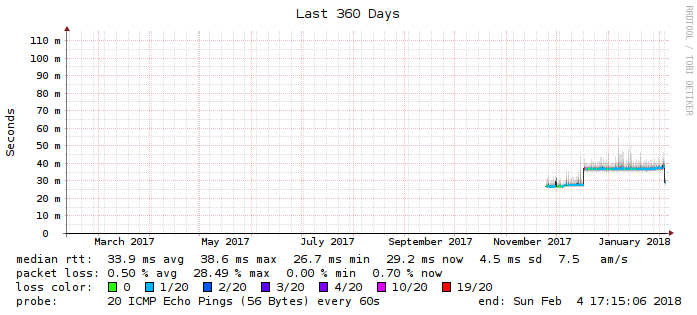 Last 360 Days
RRDTOOL / TOBI OETIKER
Seconds
110 m
100 m
90 m
80 m
70 m
60 m
50 m
40 m
30 m
20 m
10 m
0
March 2017 May 2017 July 2017 September 2017 November 2017 January 2018
median rtt: 33.9 ms avg 38.6 ms max 26.7 ms min 29.2 ms now 4.5 ms sd 7.5 am/s
packet loss: 0.50 % avg 28.49 % max 0.00 % min 0.70 % now
loss color: 0 1/20 2/20 3/20 4/20 10/20 19/20
probe: 20 ICMP Echo Pings (56 Bytes) every 60s end: Sun Feb 4 17:15:06 2018